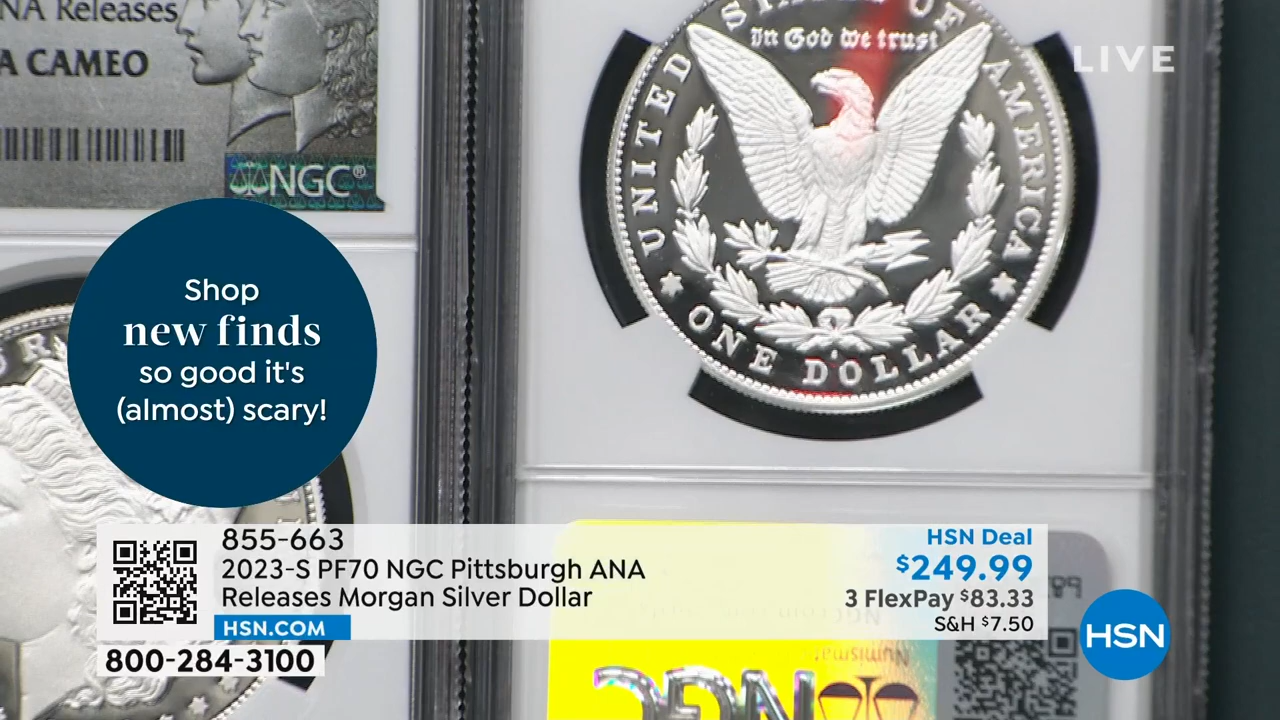 NA Releases
A CAMEO
NGC®
UNITED STATES OF AMERICA
In God we trust
ONE DOLLAR
LIVE
Shop
new finds
so good it's
(almost) scary!
855-663
2023-S PF70 NGC Pittsburgh ANA
Releases Morgan Silver Dollar
HSN.COM
800-284-3100
HSN Deal
$249.99
3 FlexPay $83.33
S&H $7.50
HSN
NGC